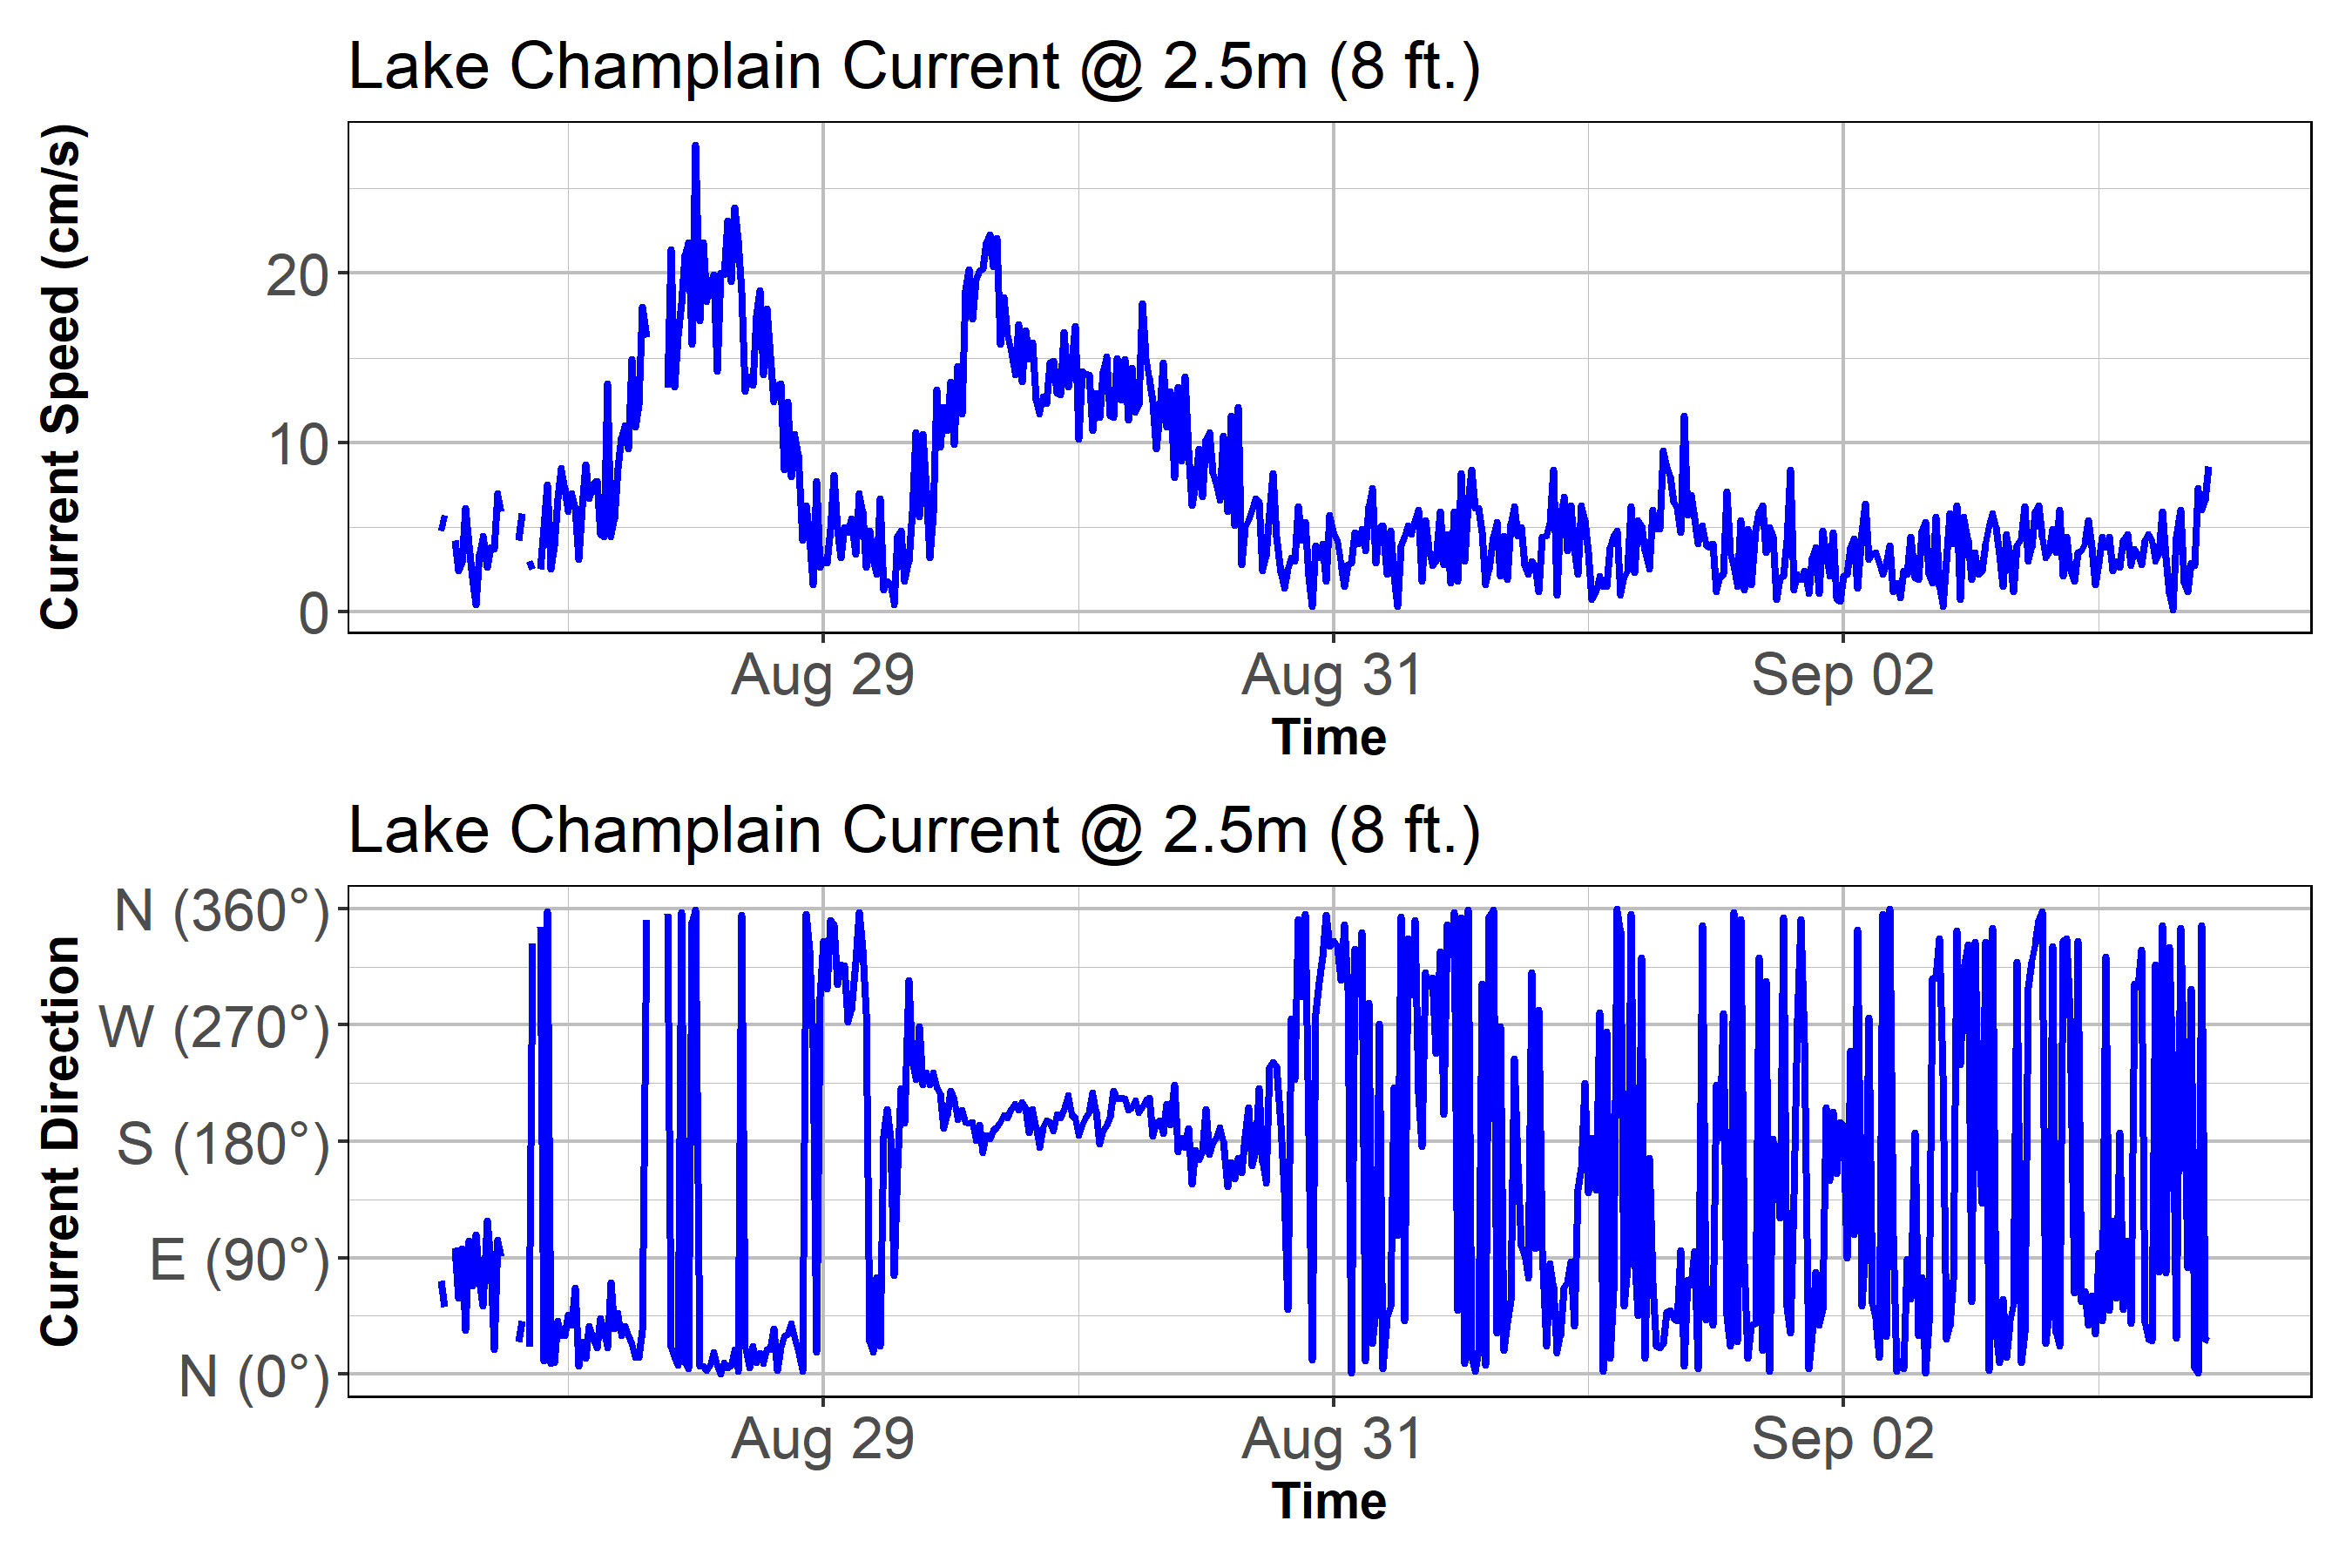 Lake Champlain Current @ 2.5m (8 ft.)
Current Speed (cm/s)
20
10
0
Aug 29 Aug 31 Sep 02
Time
Lake Champlain Current @ 2.5m (8 ft.)
Current Direction
N (360°)
W (270°)
S (180°)
E (90°)
N (0°)
Aug 29 Aug 31 Sep 02
Time